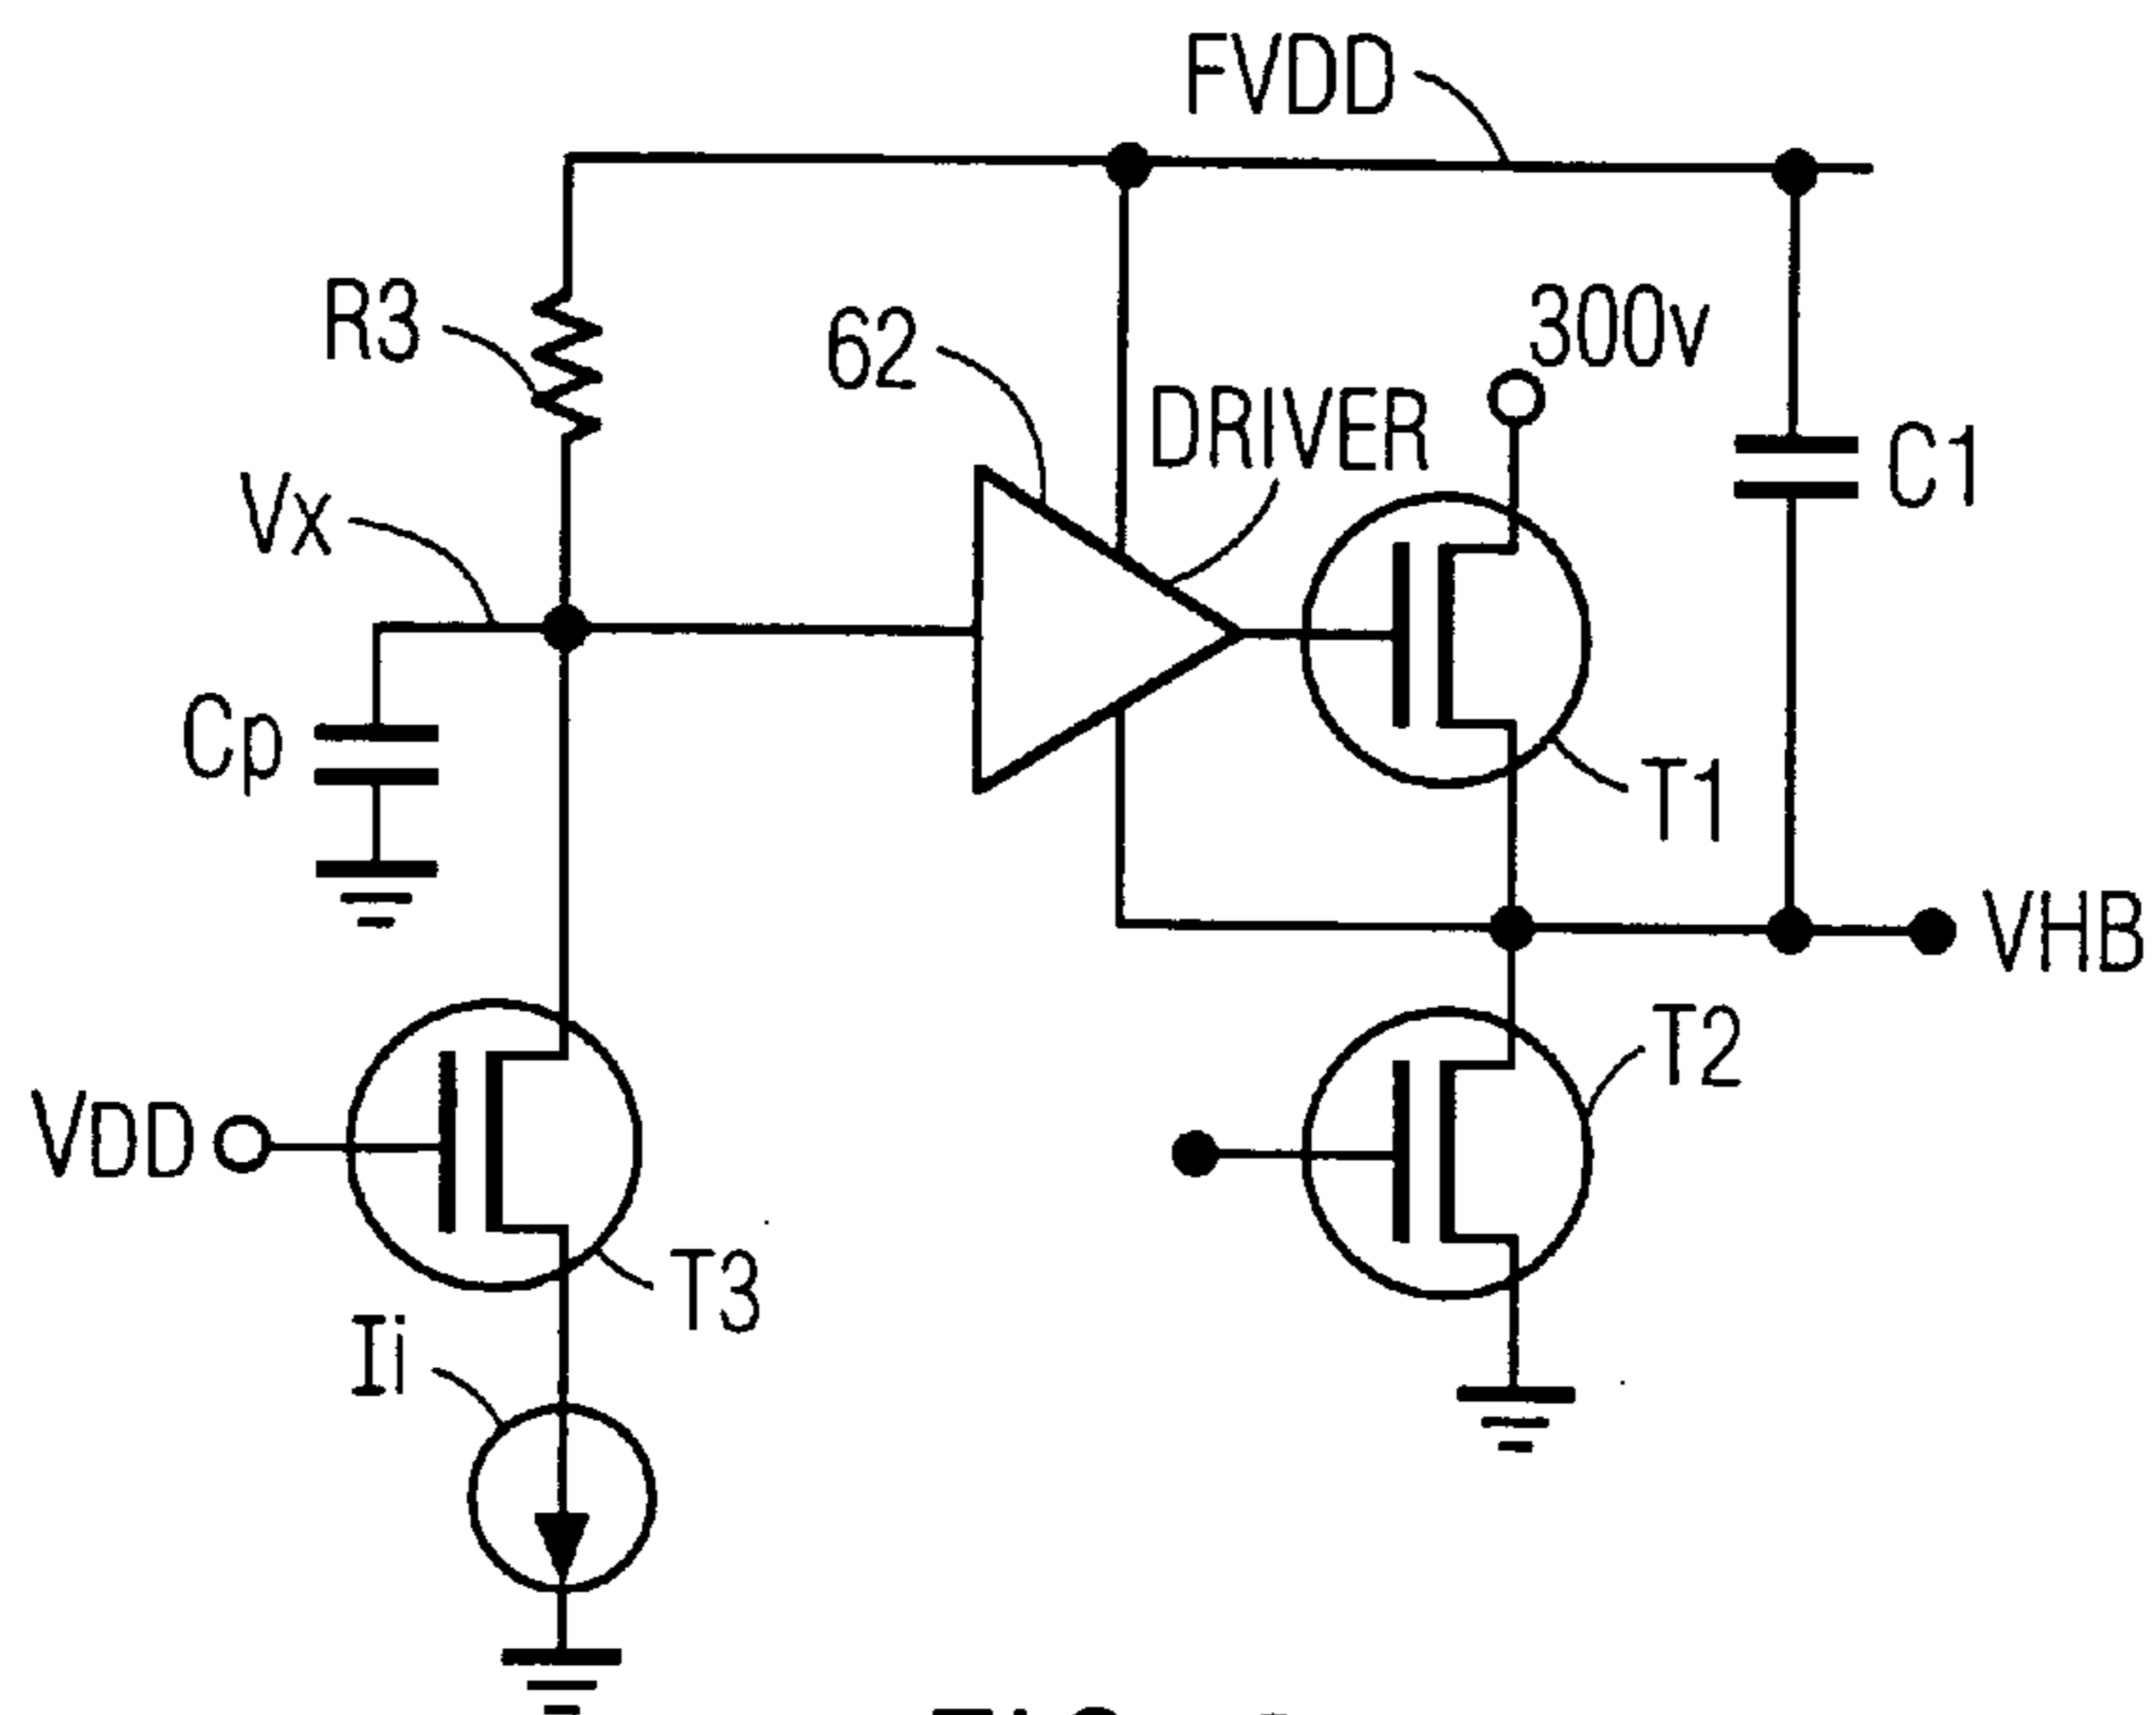 FVDD
R3
62
300v
DRIVER
C1
Vx
Cp
T1
VHB
T2
VDD
T3
Ii